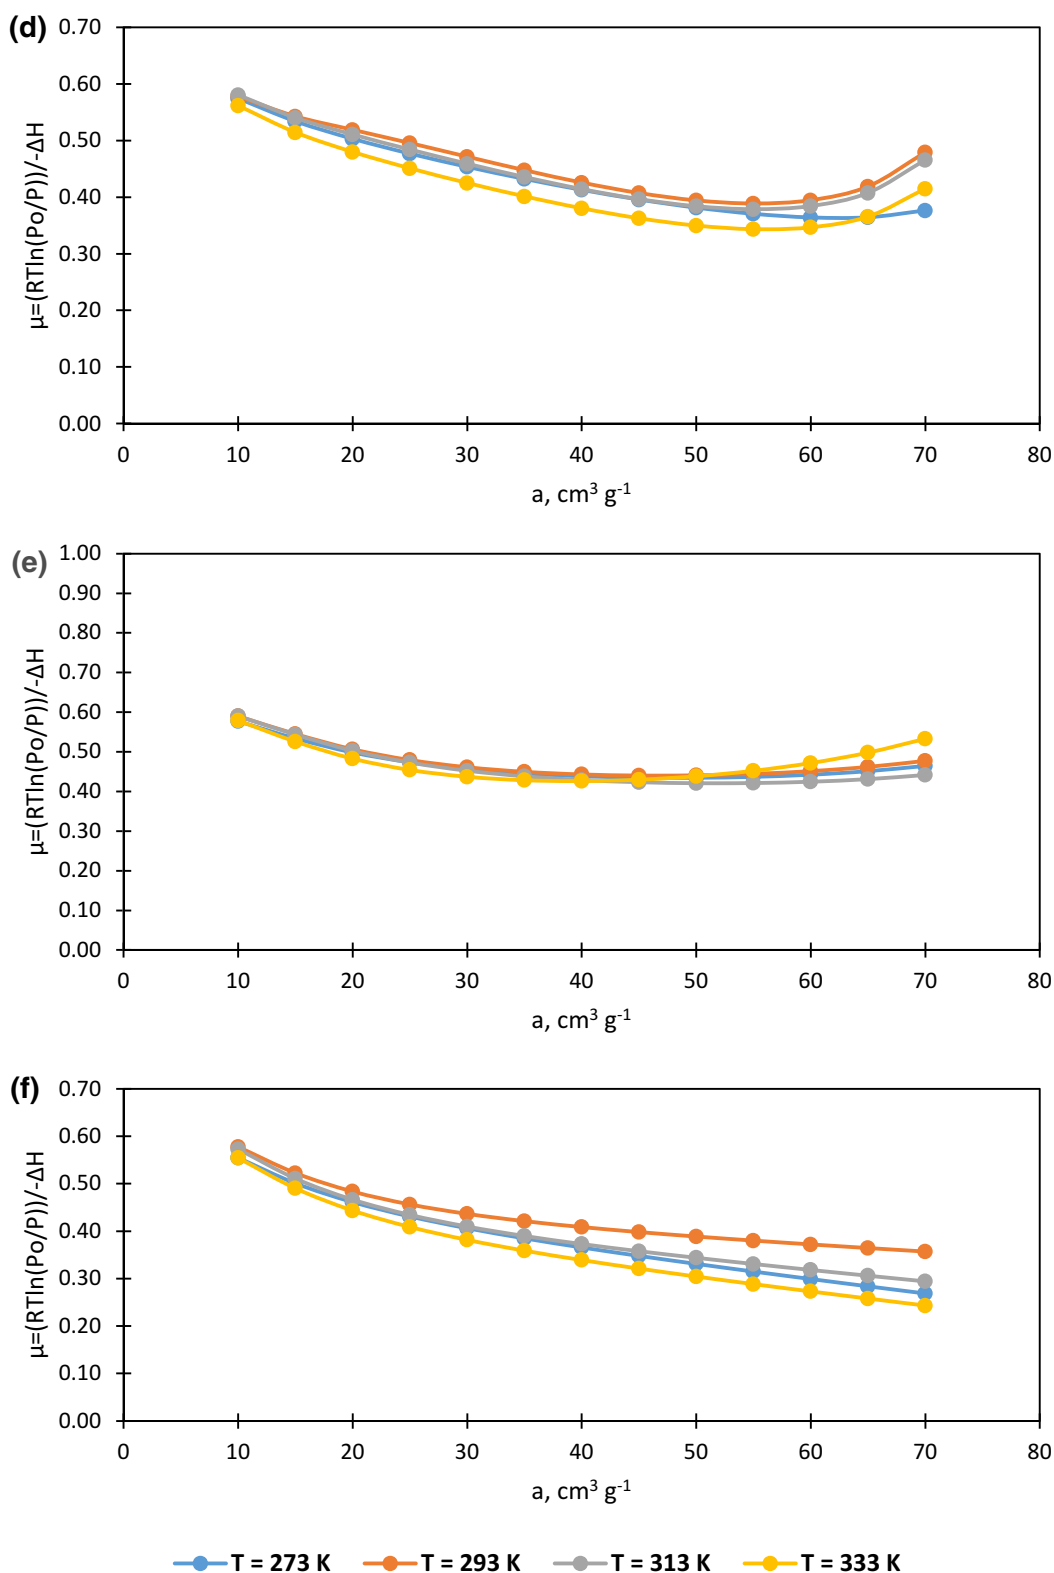 (d)
μ=(RTln(Po/P))/-ΔH
0.70
0.60
0.50
0.40
0.30
0.20
0.10
0.00
0 10 20 30 40 50 60 70 80
a, cm³ g⁻¹
(e)
μ=(RTln(Po/P))/-ΔH
1.00
0.90
0.80
0.70
0.60
0.50
0.40
0.30
0.20
0.10
0.00
0 10 20 30 40 50 60 70 80
a, cm³ g⁻¹
(f)
μ=(RTln(Po/P))/-ΔH
0.70
0.60
0.50
0.40
0.30
0.20
0.10
0.00
0 10 20 30 40 50 60 70 80
a, cm³ g⁻¹
T = 273 K T = 293 K T = 313 K T = 333 K